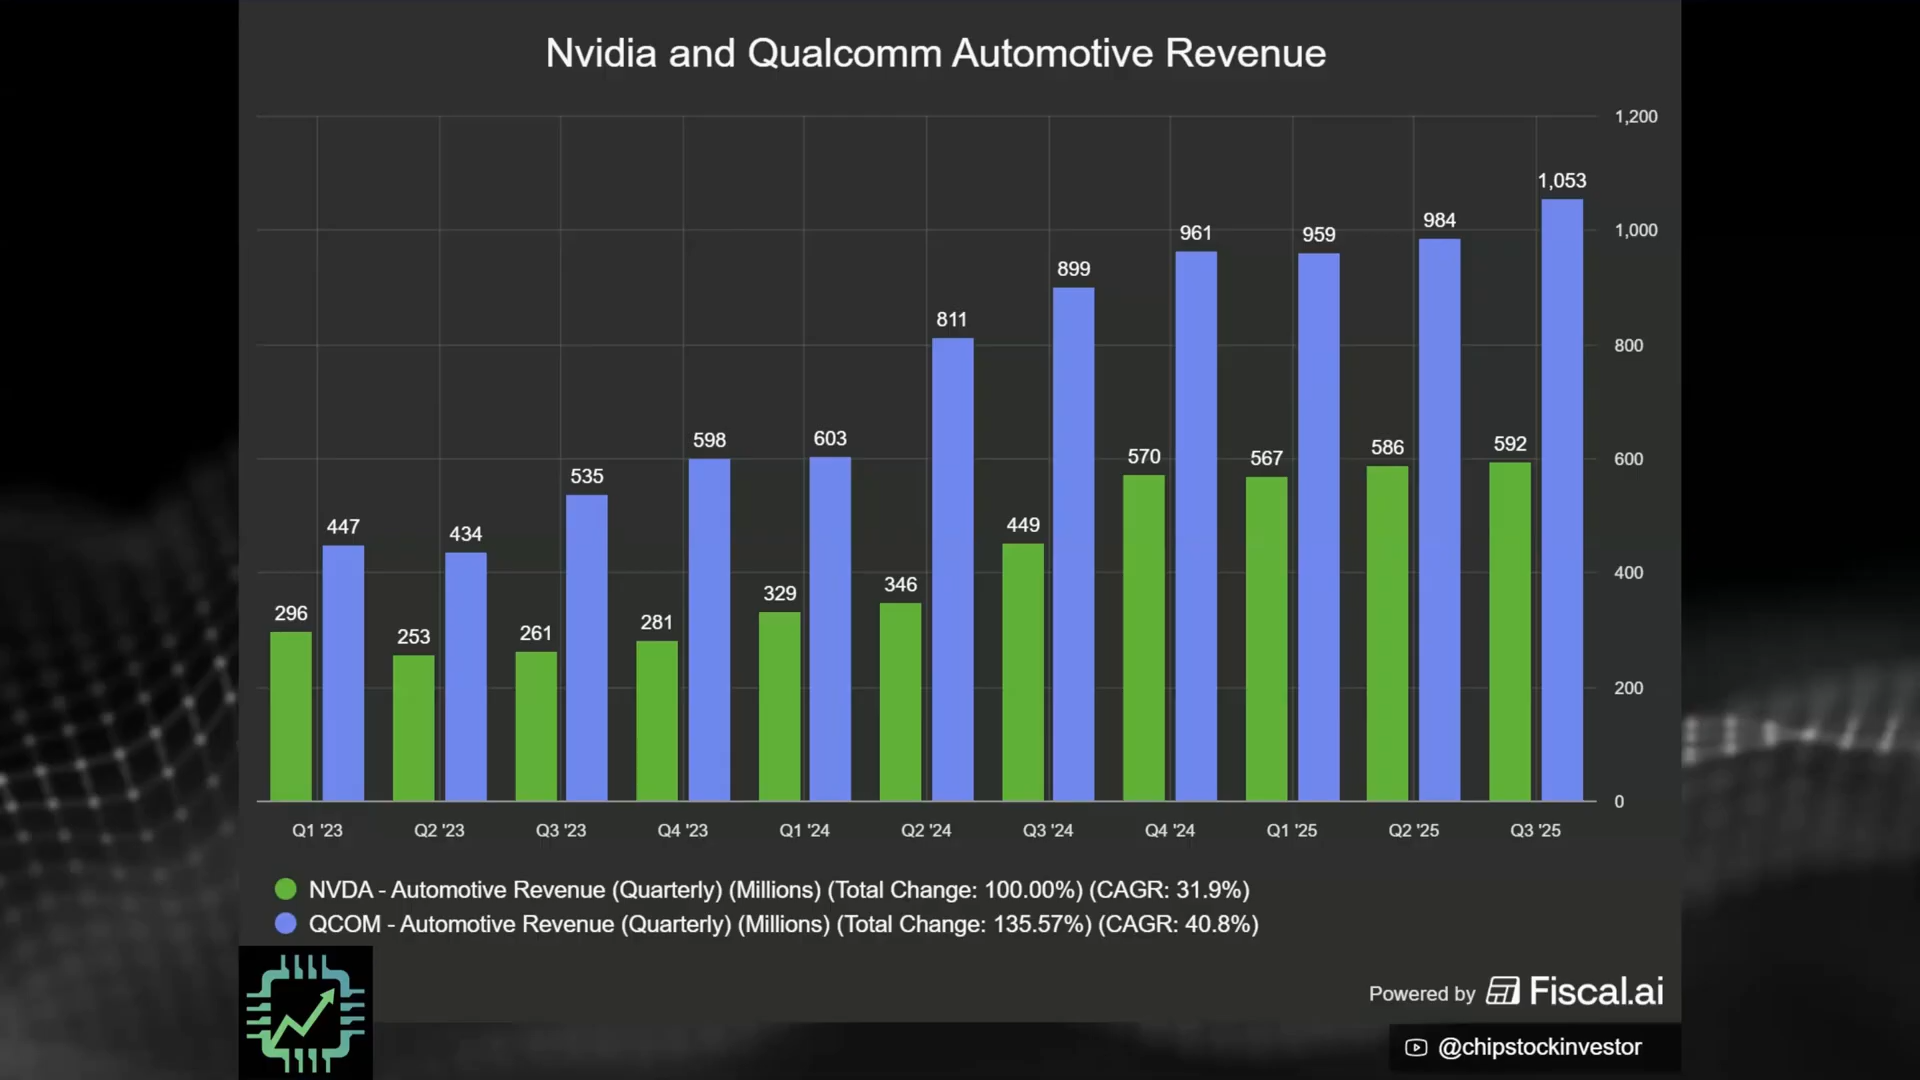 Nvidia and Qualcomm Automotive Revenue
1,200
1,000
800
600
400
200
0
296
447
253
434
261
535
281
598
329
603
346
811
449
899
570
961
567
959
586
984
592
1,053
Q1 '23
Q2 '23
Q3 '23
Q4 '23
Q1 '24
Q2 '24
Q3 '24
Q4 '24
Q1 '25
Q2 '25
Q3 '25
NVDA - Automotive Revenue (Quarterly) (Millions) (Total Change: 100.00%) (CAGR: 31.9%)
QCOM - Automotive Revenue (Quarterly) (Millions) (Total Change: 135.57%) (CAGR: 40.8%)
Powered by Fiscal.ai
@chipstockinvestor